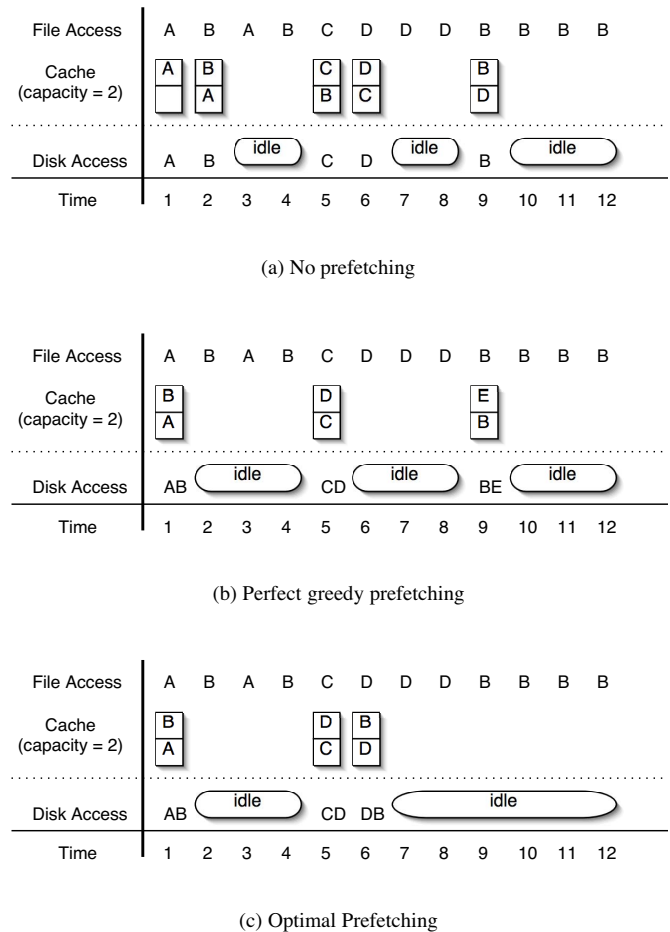 File Access A B A B C D D D B B B B
Cache A B C D B
(capacity = 2) A B C D
idle idle idle
Disk Access A B C D B
Time 1 2 3 4 5 6 7 8 9 10 11 12
(a) No prefetching
File Access A B A B C D D D B B B B
Cache B D E
(capacity = 2) A C B
idle idle idle
Disk Access AB CD BE
Time 1 2 3 4 5 6 7 8 9 10 11 12
(b) Perfect greedy prefetching
File Access A B A B C D D D B B B B
Cache B D B
(capacity = 2) A C D
idle idle
Disk Access AB CD DB
Time 1 2 3 4 5 6 7 8 9 10 11 12
(c) Optimal Prefetching